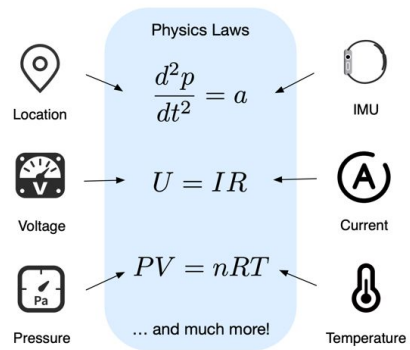 Physics Laws
Location
d²p/dt² = a
IMU
V
Voltage
U = IR
A
Current
Pa
Pressure
PV = nRT
Temperature
... and much more!